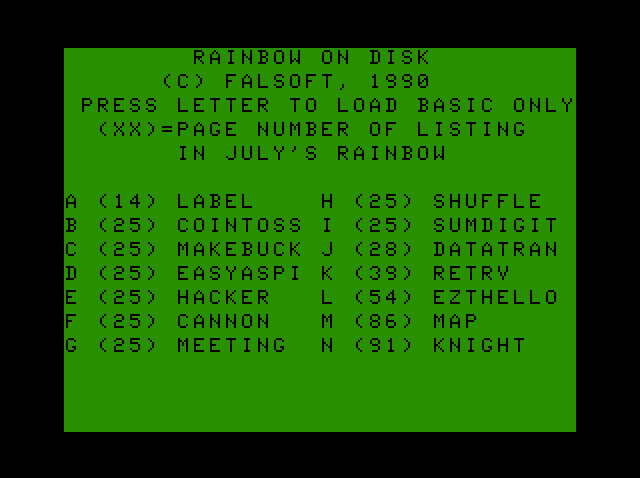 RAINBOW ON DISK
(C) FALSOFT, 1990
PRESS LETTER TO LOAD BASIC ONLY
(XX)=PAGE NUMBER OF LISTING
IN JULY'S RAINBOW
A (14) LABEL H (25) SHUFFLE
B (25) COINTOSS I (25) SUMDIGIT
C (25) MAKEBUCK J (28) DATATRAN
D (25) EASYASPI K (39) RETRV
E (25) HACKER L (54) EZTHELLO
F (25) CANNON M (86) MAP
G (25) MEETING N (91) KNIGHT